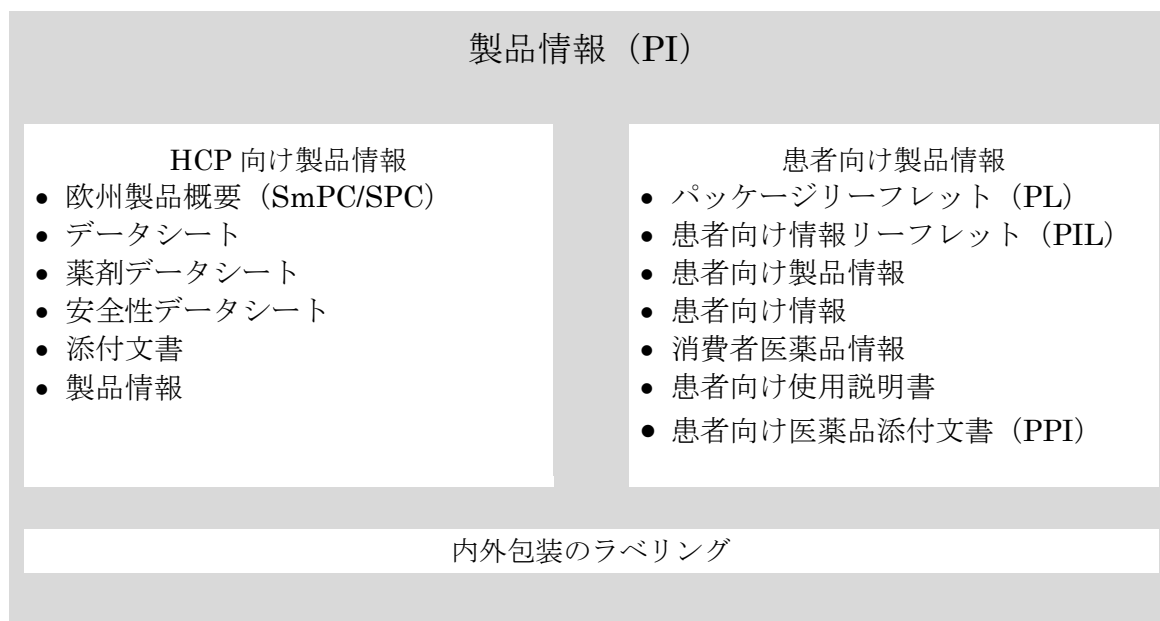 製品情報（PI）
HCP 向け製品情報
• 欧州製品概要（SmPC/SPC）
• データシート
• 薬剤データシート
• 安全性データシート
• 添付文書
• 製品情報
患者向け製品情報
• パッケージリーフレット（PL）
• 患者向け情報リーフレット（PIL）
• 患者向け製品情報
• 患者向け情報
• 消費者医薬品情報
• 患者向け使用説明書
• 患者向け医薬品添付文書（PPI）
内外包装のラベリング